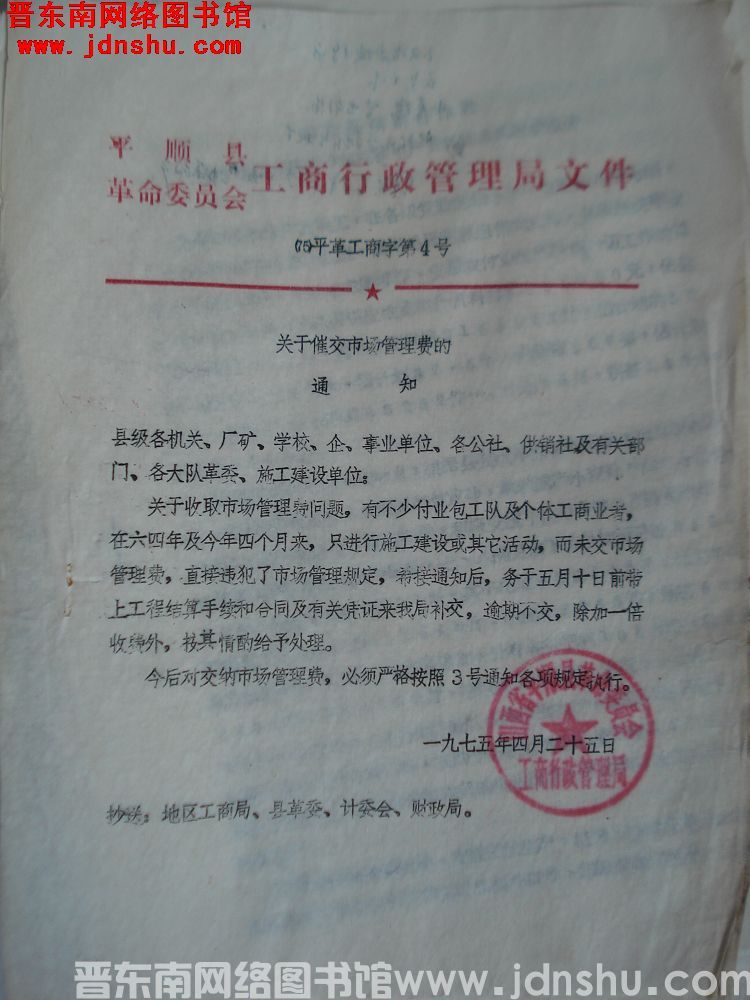 晋东南网络图书馆
www.jdnshu.com
平顺县
革命委员会 工商行政管理局文件
(75)平革工商字第4号
关于催交市场管理费的
通 知
县级各机关、厂矿、学校、企、事业单位、各公社、供销社及有关部
门、各大队革委、施工建设单位：
关于收取市场管理费问题，有不少付业包工队及个体工商业者，
在六四年及今年四个月来，只进行施工建设或其它活动，而未交市场
管理费，直接违犯了市场管理规定，希接通知后，务于五月十日前带
上工程结算手续和合同及有关凭证来我局补交，逾期不交，除加一倍
收费外，按其情酌给予处理。
今后对交纳市场管理费，必须严格按照3号通知各项规定执行。
山西省平顺县革命委员会
工商行政管理局
一九七五年四月二十五日
抄送：地区工商局、县革委、计委会、财政局。
晋东南网络图书馆www.jdnshu.com